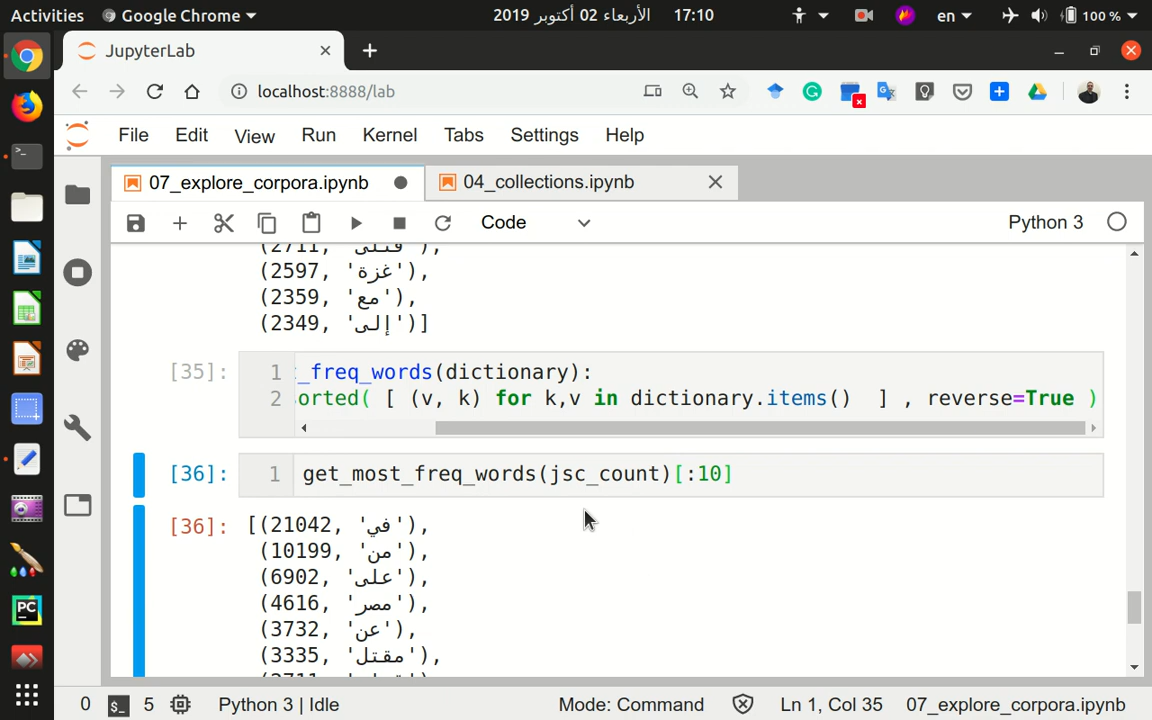 Activities Google Chrome الأربعاء 02 أكتوبر 2019 17:10 en 100 %
JupyterLab
localhost:8888/lab
File Edit View Run Kernel Tabs Settings Help
07_explore_corpora.ipynb 04_collections.ipynb
Code Python 3
(2597, 'غزة'),
(2359, 'مع'),
(2349, 'إلى')]
[35]: 1 _freq_words(dictionary):
2 orted( [ (v, k) for k,v in dictionary.items() ] , reverse=True )
[36]: 1 get_most_freq_words(jsc_count)[:10]
[36]: [(21042, 'في'),
(10199, 'من'),
(6902, 'على'),
(4616, 'مصر'),
(3732, 'عن'),
(3335, 'مقتل'),
0 $_ 5 Python 3 | Idle Mode: Command Ln 1, Col 35 07_explore_corpora.ipynb